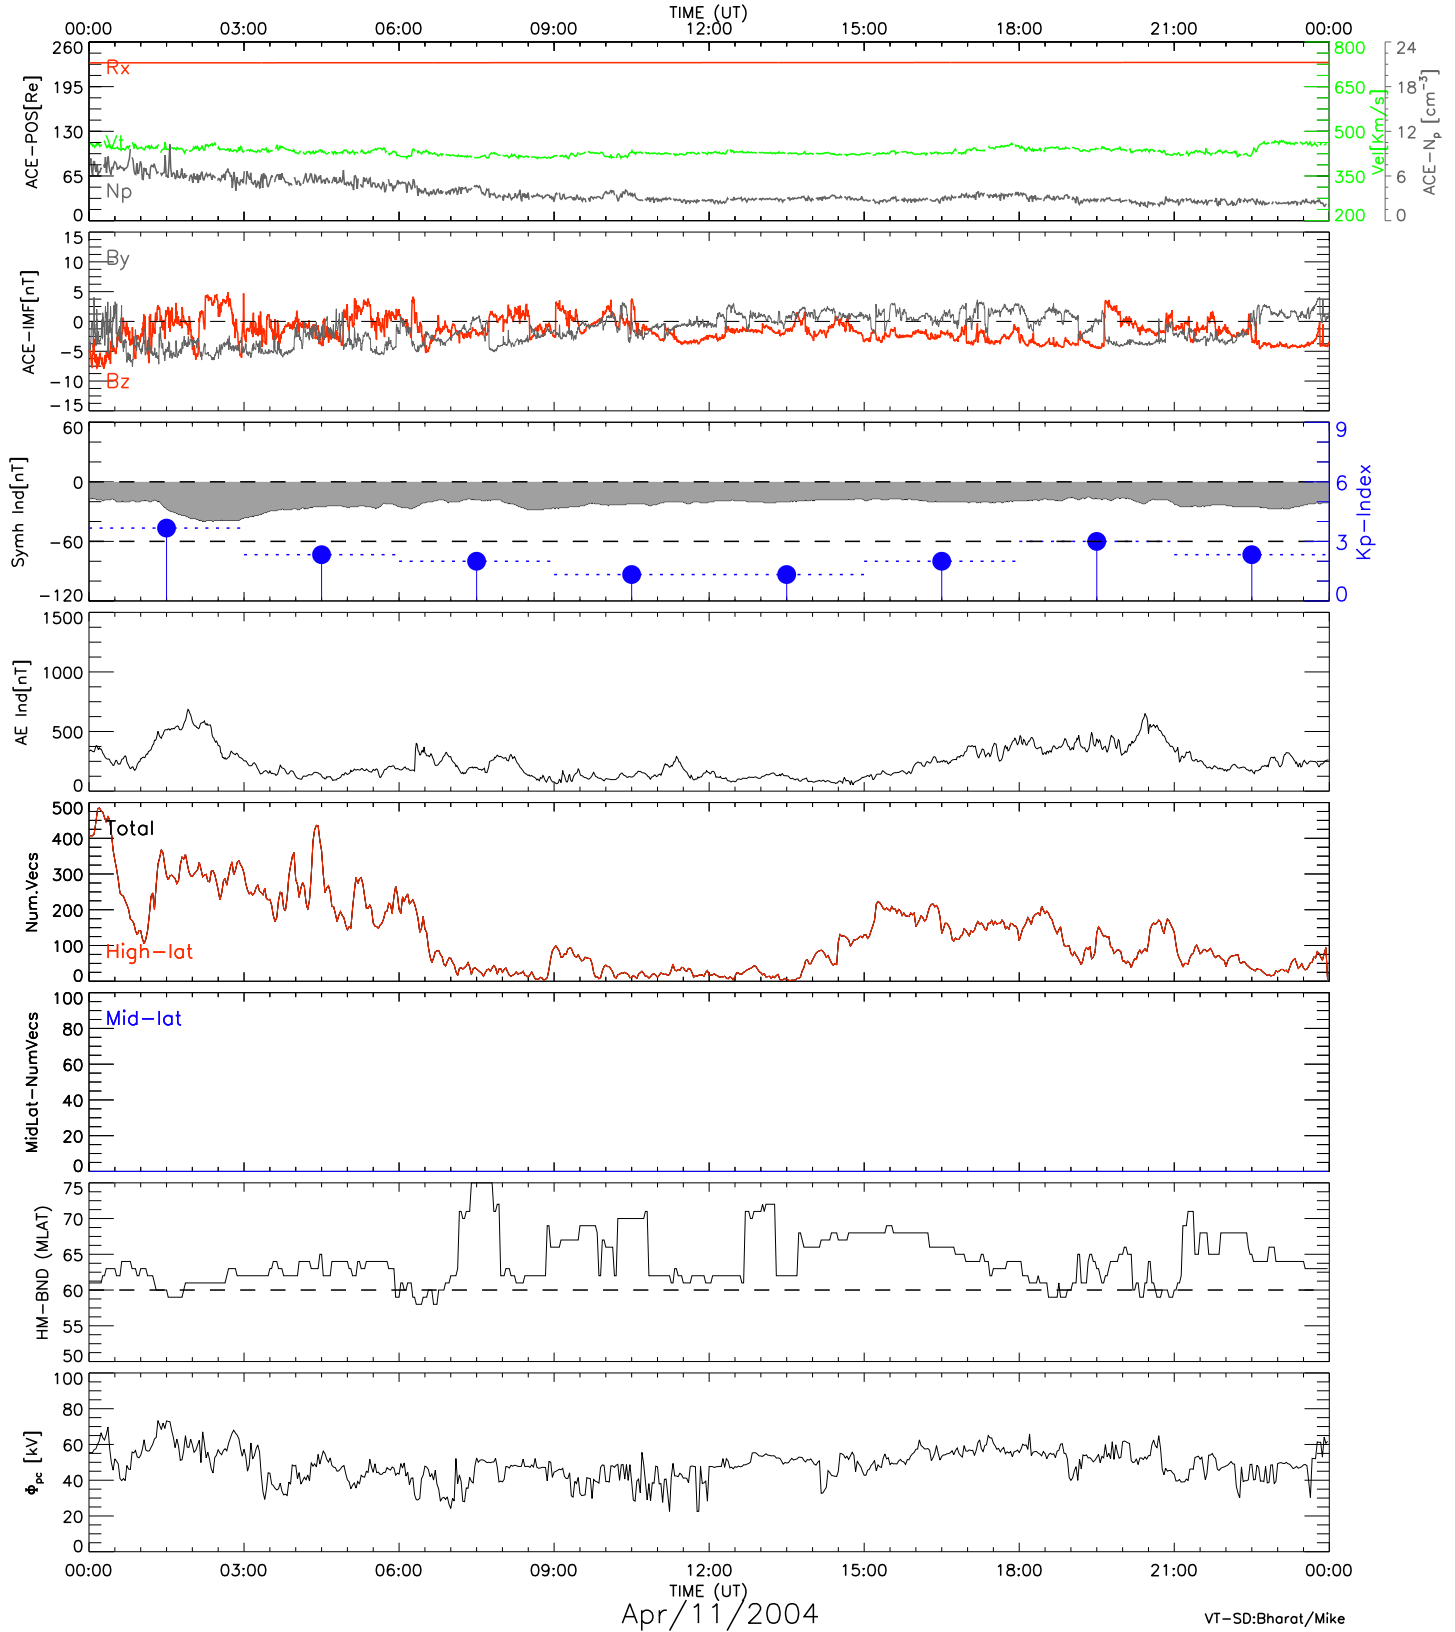 TIME (UT)
00:00 03:00 06:00 09:00 12:00 15:00 18:00 21:00 00:00
ACE-POS[Re]
260
195
130
65
0
Rx
Vt
Np
800
650
500
350
200
Vel[Km/s]
24
18
12
6
0
ACE-Np [cm-3]
ACE-IMF[nT]
15
10
5
0
-5
-10
-15
By
Bz
Symh Ind[nT]
60
0
-60
-120
9
6
3
0
Kp-Index
AE Ind[nT]
1500
1000
500
0
Num.Vecs
500
400
300
200
100
0
Total
High-lat
MidLat-NumVecs
100
80
60
40
20
0
Mid-lat
HM-BND (MLAT)
75
70
65
60
55
50
Φpc [kV]
100
80
60
40
20
0
00:00 03:00 06:00 09:00 12:00 15:00 18:00 21:00 00:00
TIME (UT)
Apr/11/2004
VT-SD:Bharat/Mike